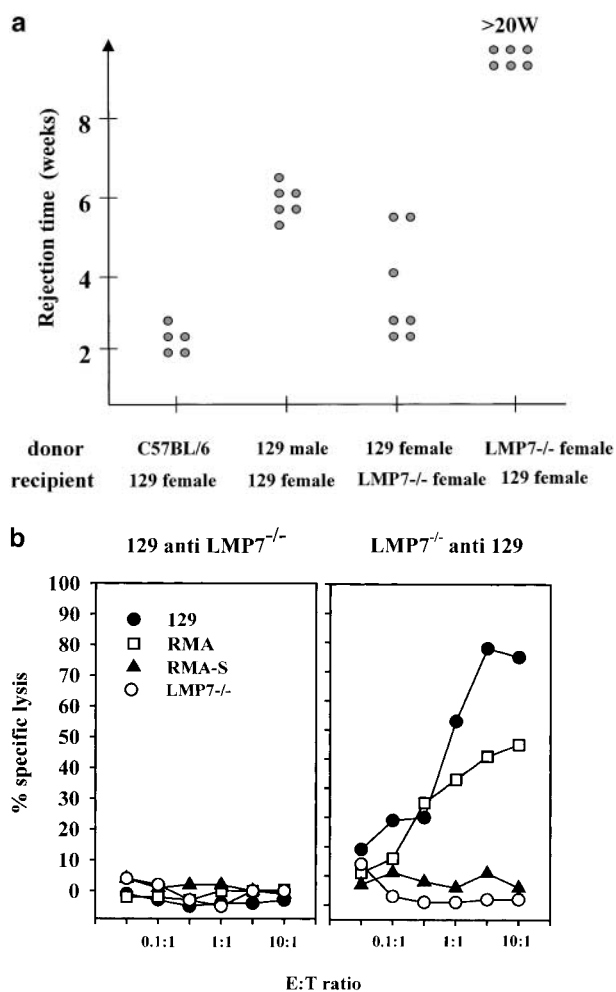 a
>20W
Rejection time (weeks)
8
6
4
2
donor C57BL/6 129 male 129 female LMP7-/- female
recipient 129 female 129 female LMP7-/- female 129 female
b
129 anti LMP7-/- LMP7-/- anti 129
% specific lysis
100
90
80
70
60
50
40
30
20
10
0
129
RMA
RMA-S
LMP7-/-
0.1:1 1:1 10:1 0.1:1 1:1 10:1
E:T ratio